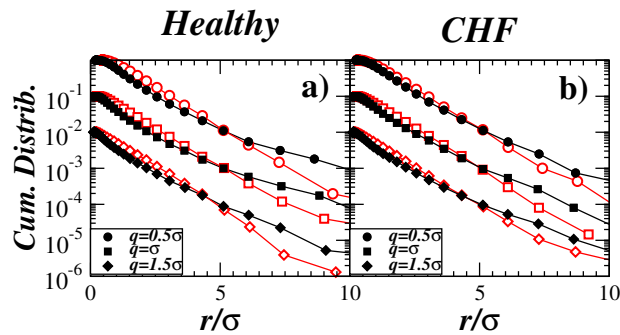 Healthy
CHF
Cum. Distrib.
10⁻¹
10⁻²
10⁻³
10⁻⁴
10⁻⁵
10⁻⁶
a)
q=0.5σ
q=σ
q=1.5σ
0
5
10
r/σ
b)
q=0.5σ
q=σ
q=1.5σ
5
10
r/σ